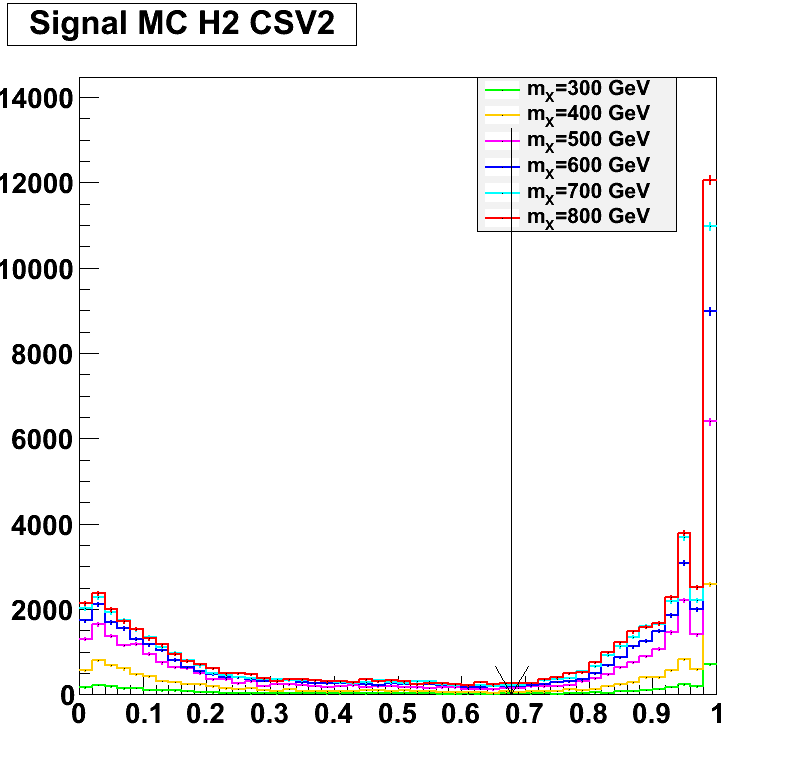 Signal MC H2 CSV2
14000
12000
10000
8000
6000
4000
2000
0
m_X=300 GeV
m_X=400 GeV
m_X=500 GeV
m_X=600 GeV
m_X=700 GeV
m_X=800 GeV
0 0.1 0.2 0.3 0.4 0.5 0.6 0.7 0.8 0.9 1